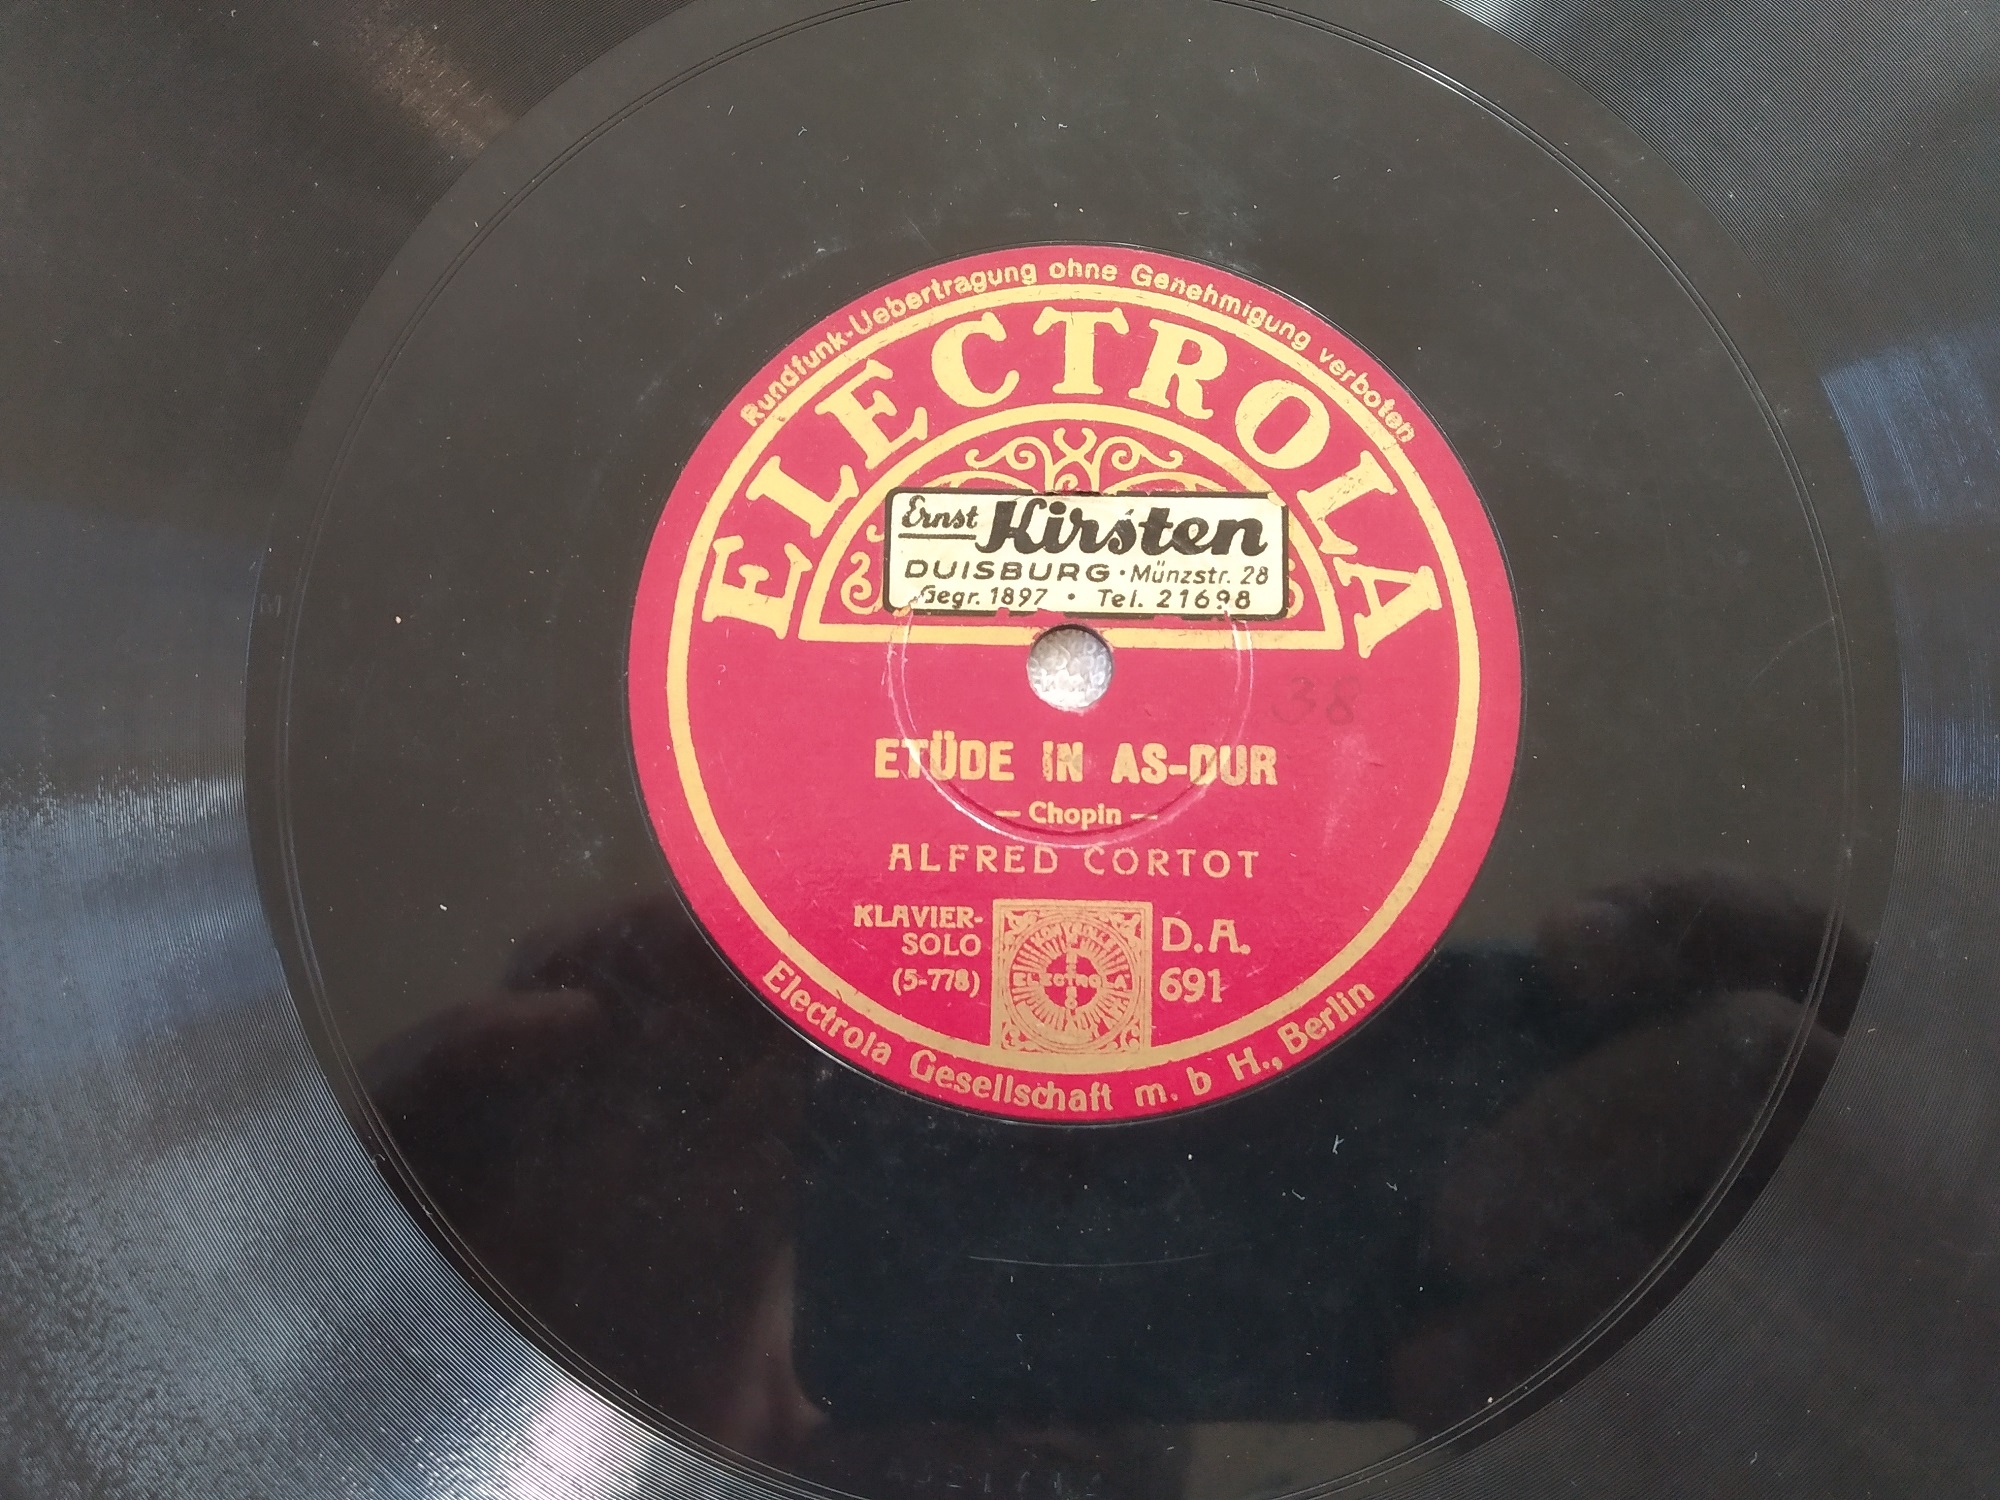 Rundfunk-Uebertragung ohne Genehmigung verboten
ELECTROLA
Ernst Kirsten
DUISBURG · Münzstr. 28
Gegr. 1897 · Tel. 21698
38
ETÜDE IN AS-DUR
— Chopin —
ALFRED CORTOT
KLAVIER-
SOLO
(5-778)
ELECTROLA
D.A.
691
Electrola Gesellschaft m. b H., Berlin